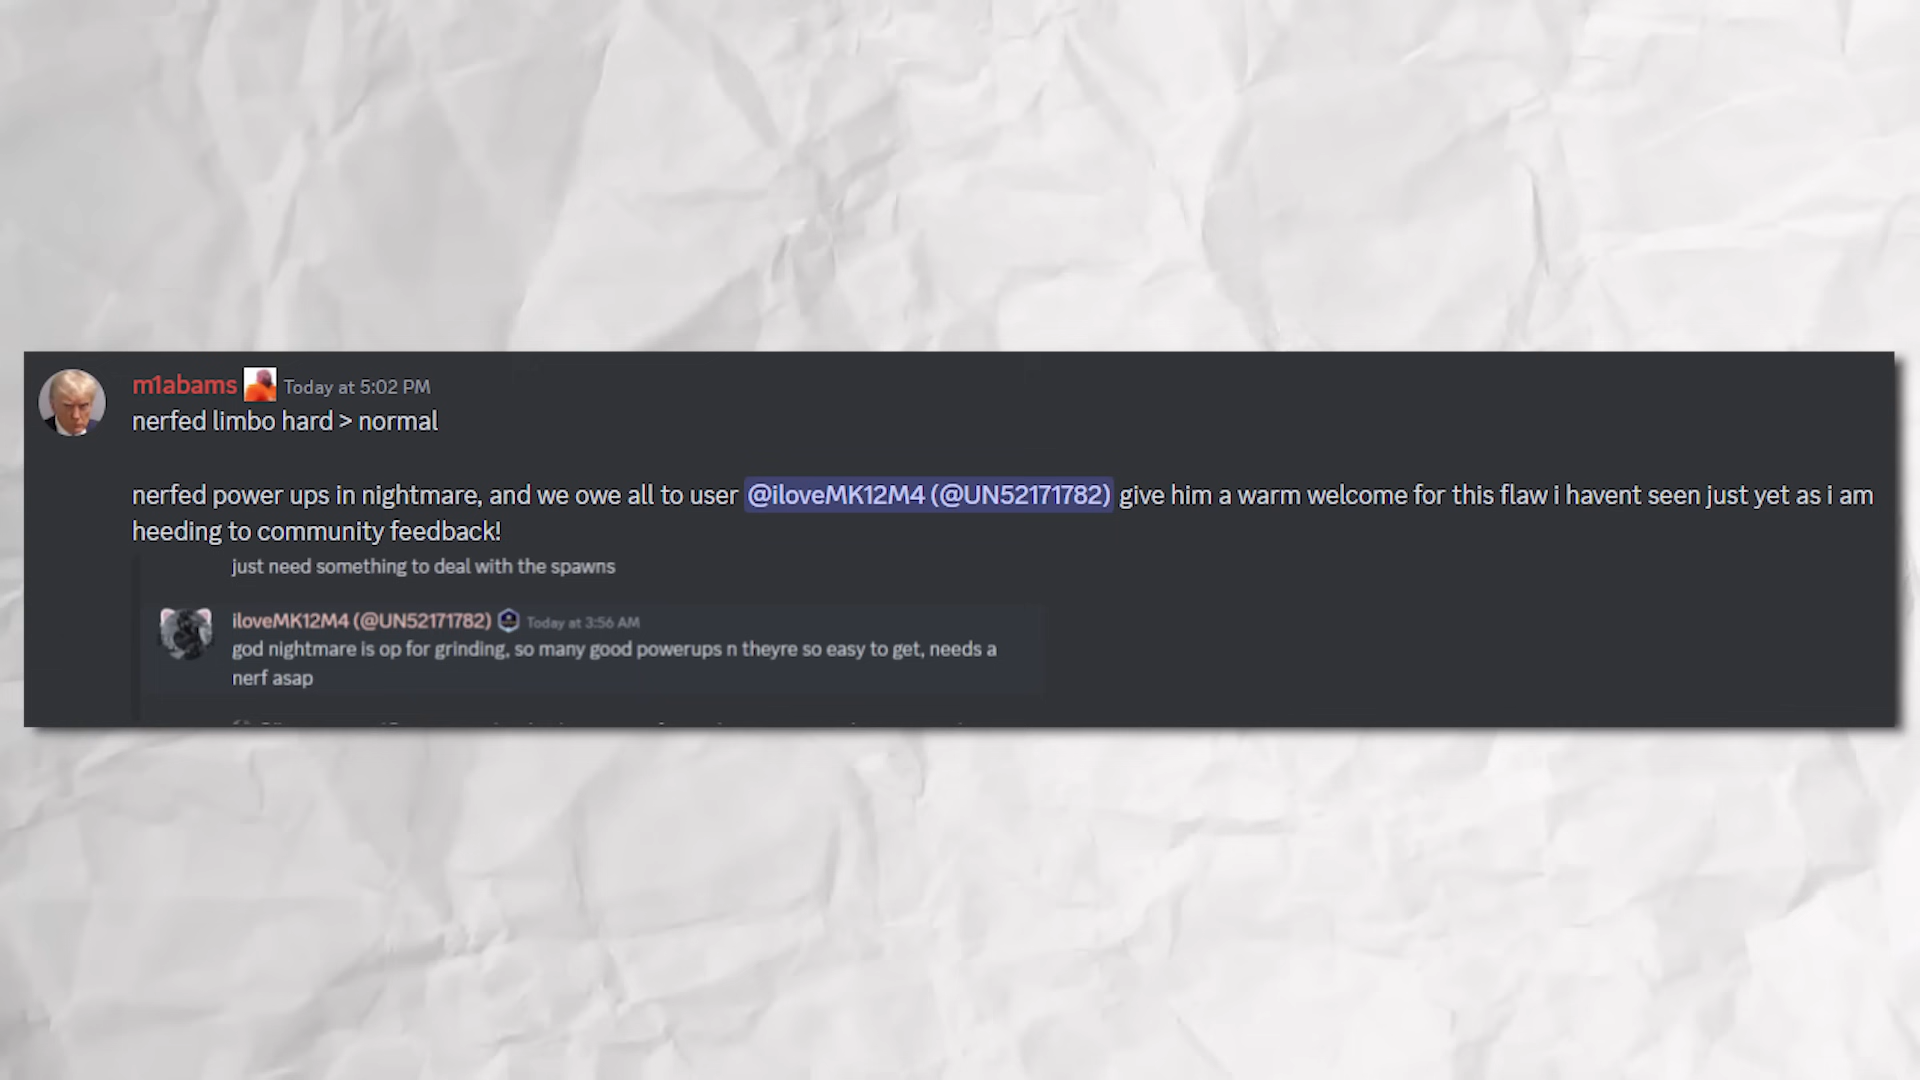 m1abams Today at 5:02 PM
nerfed limbo hard > normal
nerfed power ups in nightmare, and we owe all to user @iloveMK12M4 (@UN52171782) give him a warm welcome for this flaw i havent seen just yet as i am
heeding to community feedback!
just need something to deal with the spawns
iloveMK12M4 (@UN52171782) Today at 3:56 AM
god nightmare is op for grinding, so many good powerups n theyre so easy to get, needs a
nerf asap